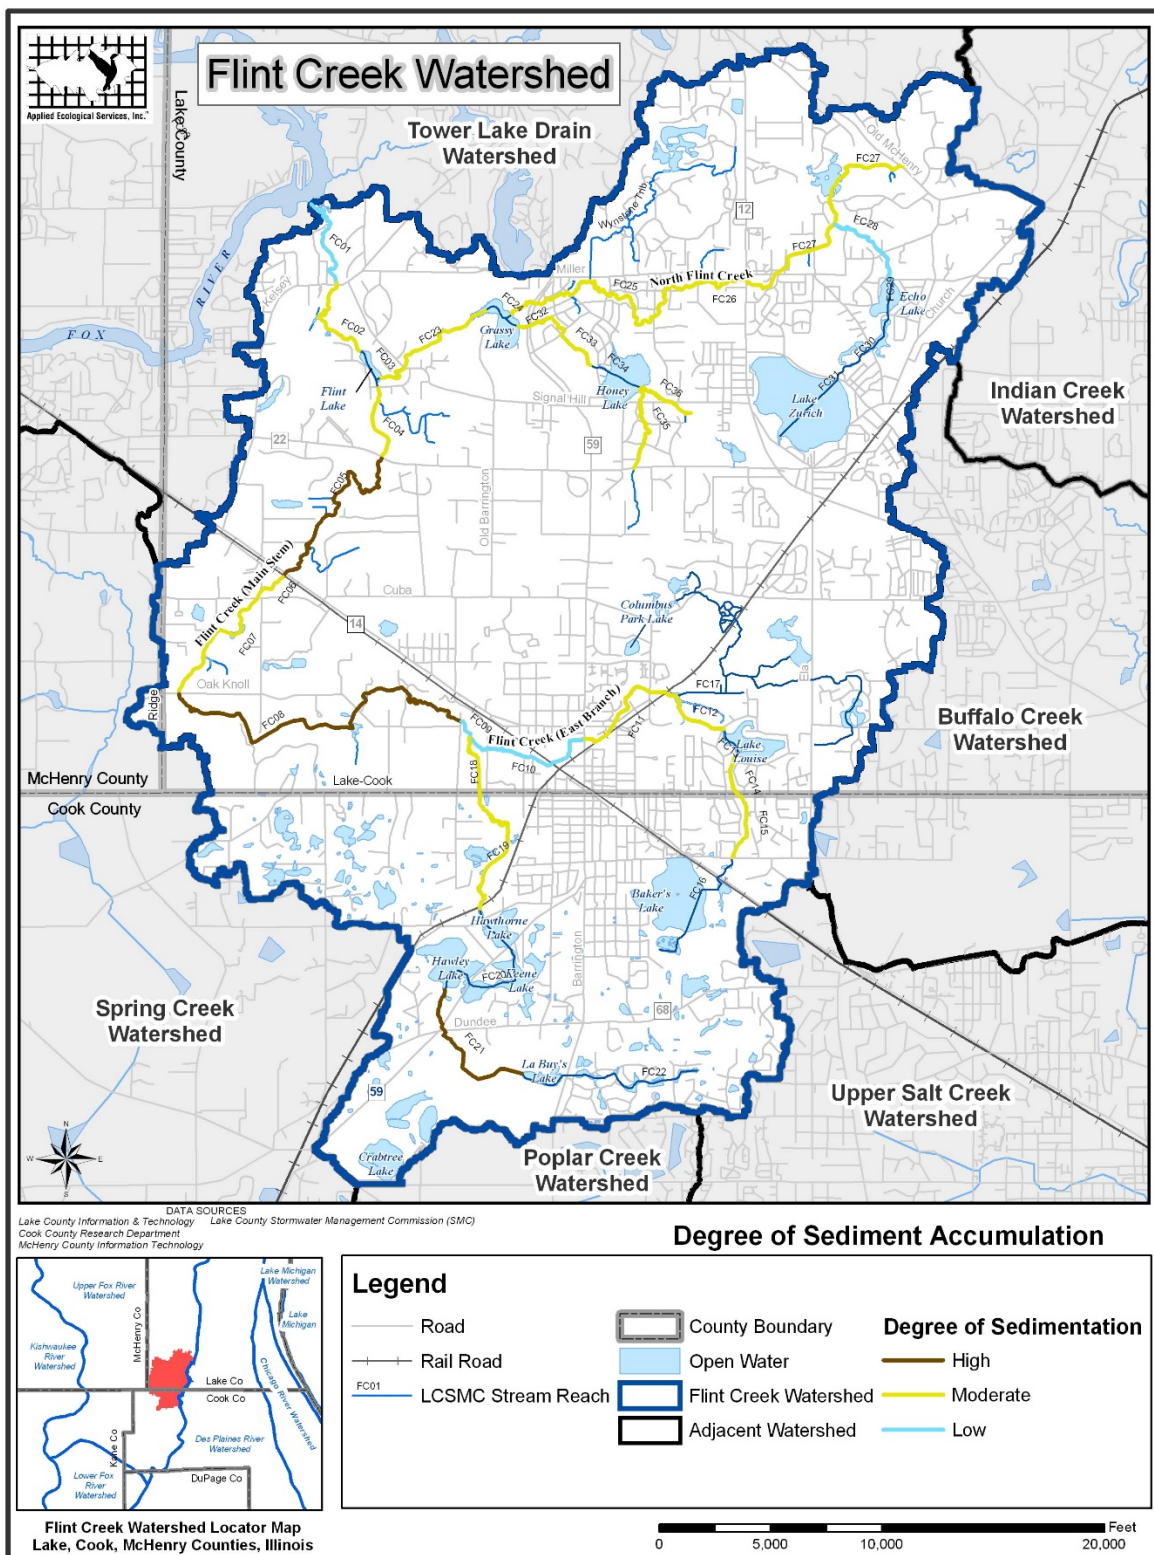 Applied Ecological Services, Inc.
Flint Creek Watershed
Lake County
Tower Lake Drain
Watershed
Old McHenry
FC27
Wynstone Trib
12
FC28
FC01
FC27
Miller
North Flint Creek
FC25
FC26
FC29
Echo
Lake
Church
Kelsey
RIVER
FOX
FC24
FC32
FC02
FC23
Grassy
Lake
FC33
FC30
FC03
FC34
FC31
Flint
Lake
Honey
Lake
FC36
Lake
Zurich
Signal Hill
FC35
FC04
Indian Creek
Watershed
22
59
FC05
Old Barrington
Flint Creek (Main Stem)
FC06
Cuba
Columbus
Park Lake
14
FC07
Oak Knoll
Ela
FC17
Ridge
FC08
FC09
Flint Creek (East Branch)
FC11
FC12
Buffalo Creek
Watershed
FC10
FC13
Lake
Louise
FC18
FC14
McHenry County
Lake-Cook
Cook County
FC15
FC19
FC16
Baker's
Lake
Hawthorne
Lake
Hawley
Lake
FC20
Keene
Lake
Barrington
Spring Creek
Watershed
68
Dundee
FC21
La Buy's
Lake
FC22
59
Upper Salt Creek
Watershed
Poplar Creek
Watershed
Crabtree
Lake
N
W E
S
DATA SOURCES
Lake County Information & Technology Lake County Stormwater Management Commission (SMC)
Cook County Research Department
McHenry County Information Technology
Degree of Sediment Accumulation
Upper Fox River
Watershed
McHenry Co
Lake Michigan
Watershed
Lake
Michigan
Kishwaukee
River
Watershed
Chicago River Watershed
Lake Co
Cook Co
Kane Co
Des Plaines River
Watershed
Lower Fox
River
Watershed
DuPage Co
Flint Creek Watershed Locator Map
Lake, Cook, McHenry Counties, Illinois
Legend
Road
Rail Road
FC01
LCSMC Stream Reach
County Boundary
Open Water
Flint Creek Watershed
Adjacent Watershed
Degree of Sedimentation
High
Moderate
Low
Feet
0 5,000 10,000 20,000